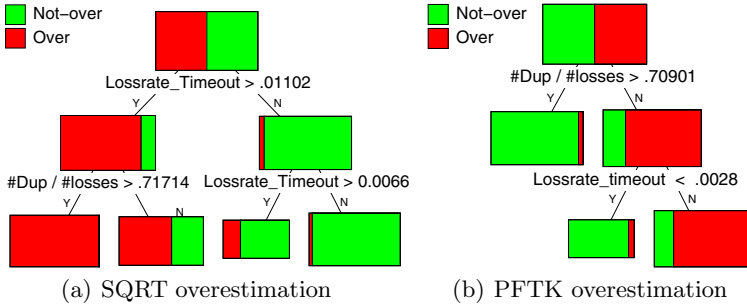 Not-over
Over
Lossrate_Timeout > .01102
Y
N
#Dup / #losses > .71714
Lossrate_Timeout > 0.0066
Y
N
Y
N
(a) SQRT overestimation
Not-over
Over
#Dup / #losses > .70901
Y
N
Lossrate_timeout < .0028
Y
N
(b) PFTK overestimation